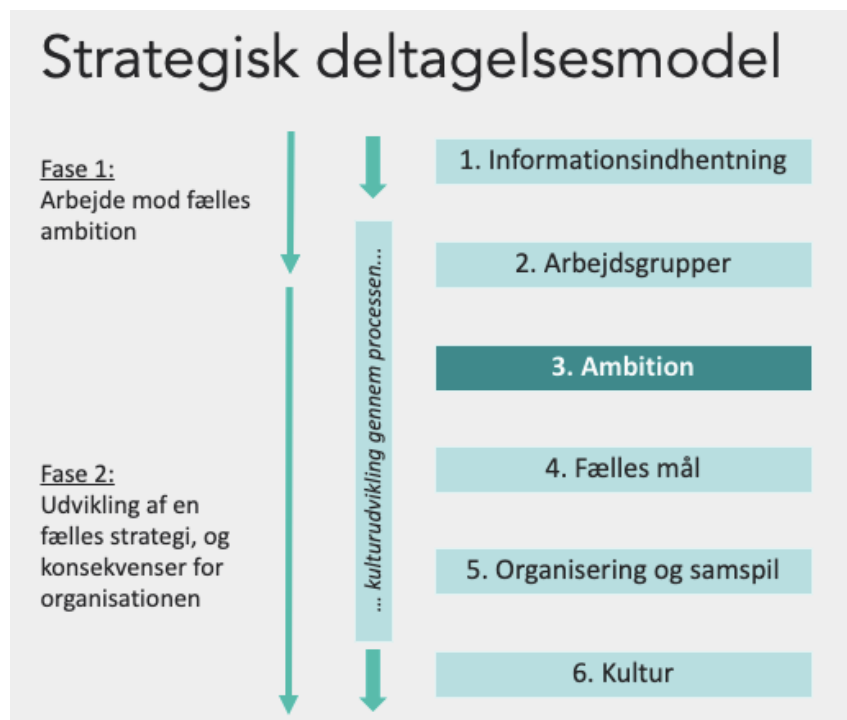 Strategisk deltagelsesmodel
Fase 1:
Arbejde mod fælles
ambition
Fase 2:
Udvikling af en
fælles strategi, og
konsekvenser for
organisationen
... kulturudvikling gennem processen...
1. Informationsindhentning
2. Arbejdsgrupper
3. Ambition
4. Fælles mål
5. Organisering og samspil
6. Kultur